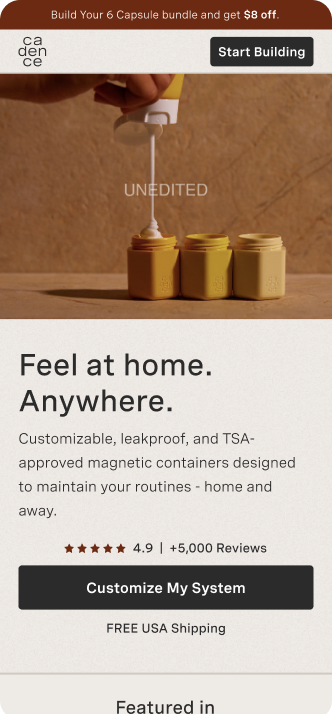 Build Your 6 Capsule bundle and get $8 off.
ca
den
ce
Start Building
UNEDITED
Feel at home.
Anywhere.
Customizable, leakproof, and TSA-
approved magnetic containers designed
to maintain your routines - home and
away.
4.9 | +5,000 Reviews
Customize My System
FREE USA Shipping
Featured in